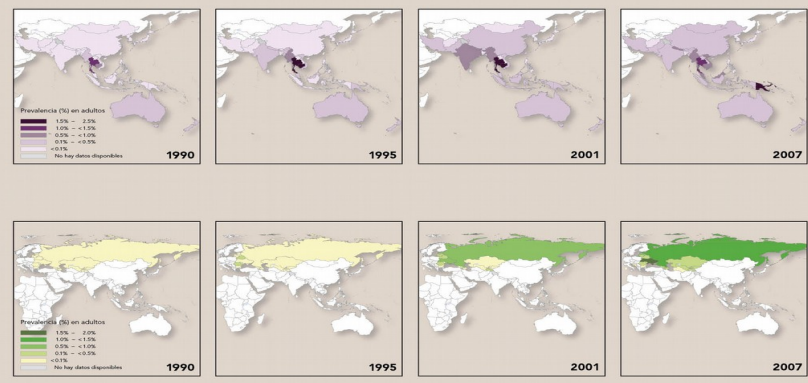 Prevalencia (%) en adultos
1.5% – 2.5%
1.0% – <1.5%
0.5% – <1.0%
0.1% – <0.5%
<0.1%
No hay datos disponibles
1990
1995
2001
2007
Prevalencia (%) en adultos
1.5% – 2.0%
1.0% – <1.5%
0.5% – <1.0%
0.1% – <0.5%
<0.1%
No hay datos disponibles
1990
1995
2001
2007